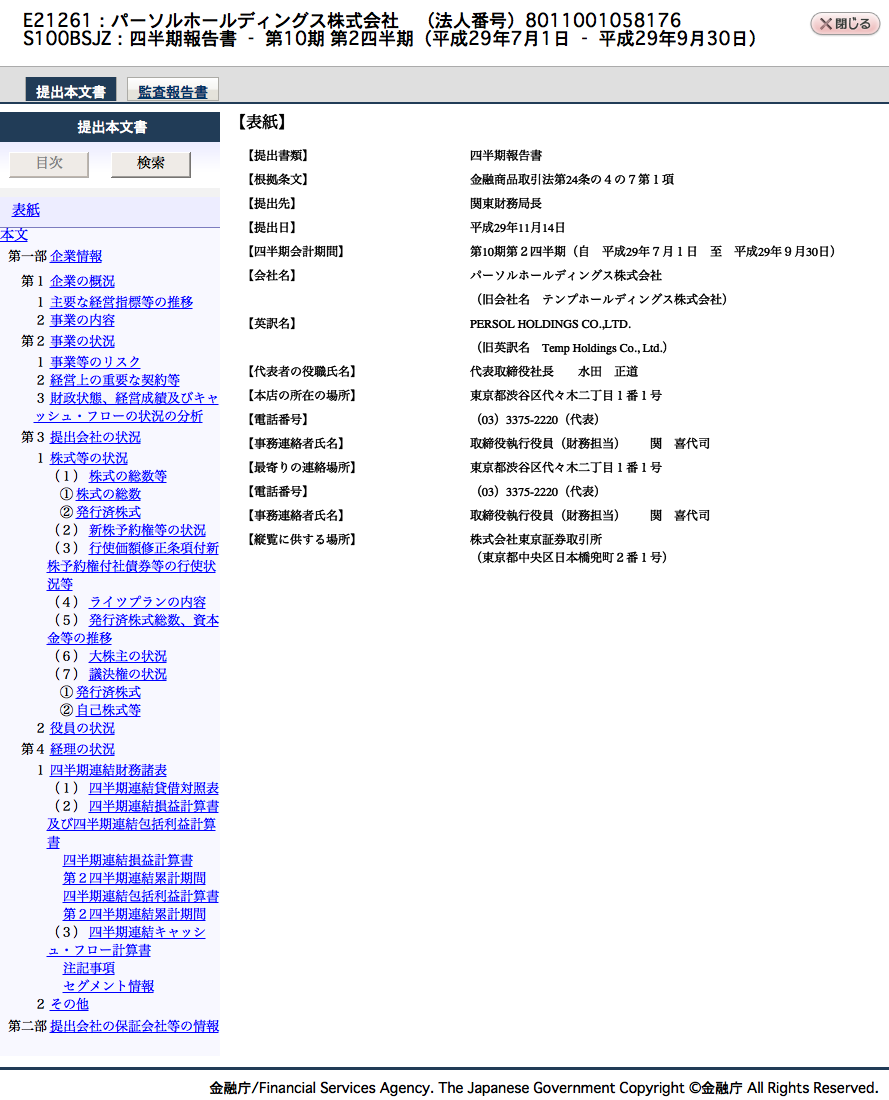 E21261：パーソルホールディングス株式会社　（法人番号）8011001058176
S100BSJZ：四半期報告書 ‐ 第10期 第2四半期（平成29年7月1日 ‐ 平成29年9月30日）
閉じる
提出本文書
監査報告書
提出本文書
目次
検索
表紙
本文
第一部 企業情報
第１ 企業の概況
１ 主要な経営指標等の推移
２ 事業の内容
第２ 事業の状況
１ 事業等のリスク
２ 経営上の重要な契約等
３ 財政状態、経営成績及びキャ
ッシュ・フローの状況の分析
第３ 提出会社の状況
１ 株式等の状況
（１） 株式の総数等
① 株式の総数
② 発行済株式
（２） 新株予約権等の状況
（３） 行使価額修正条項付新
株予約権付社債券等の行使状
況等
（４） ライツプランの内容
（５） 発行済株式総数、資本
金等の推移
（６） 大株主の状況
（７） 議決権の状況
① 発行済株式
② 自己株式等
２ 役員の状況
第４ 経理の状況
１ 四半期連結財務諸表
（１） 四半期連結貸借対照表
（２） 四半期連結損益計算書
及び四半期連結包括利益計算
書
四半期連結損益計算書
第２四半期連結累計期間
四半期連結包括利益計算書
第２四半期連結累計期間
（３） 四半期連結キャッシ
ュ・フロー計算書
注記事項
セグメント情報
２ その他
第二部 提出会社の保証会社等の情報
【表紙】
【提出書類】 四半期報告書
【根拠条文】 金融商品取引法第24条の４の７第１項
【提出先】 関東財務局長
【提出日】 平成29年11月14日
【四半期会計期間】 第10期第２四半期（自　平成29年７月１日　至　平成29年９月30日）
【会社名】 パーソルホールディングス株式会社
（旧会社名　テンプホールディングス株式会社）
【英訳名】 PERSOL HOLDINGS CO.,LTD.
（旧英訳名　Temp Holdings Co., Ltd.）
【代表者の役職氏名】 代表取締役社長　　水田　正道
【本店の所在の場所】 東京都渋谷区代々木二丁目１番１号
【電話番号】 （03）3375-2220（代表）
【事務連絡者氏名】 取締役執行役員（財務担当）　　関　喜代司
【最寄りの連絡場所】 東京都渋谷区代々木二丁目１番１号
【電話番号】 （03）3375-2220（代表）
【事務連絡者氏名】 取締役執行役員（財務担当）　　関　喜代司
【縦覧に供する場所】 株式会社東京証券取引所
（東京都中央区日本橋兜町２番１号）
金融庁/Financial Services Agency. The Japanese Government Copyright ©金融庁 All Rights Reserved.